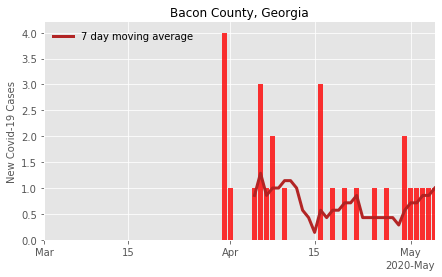 Bacon County, Georgia
7 day moving average
New Covid-19 Cases
4.0
3.5
3.0
2.5
2.0
1.5
1.0
0.5
0.0
Mar
15
Apr
15
May
2020-May